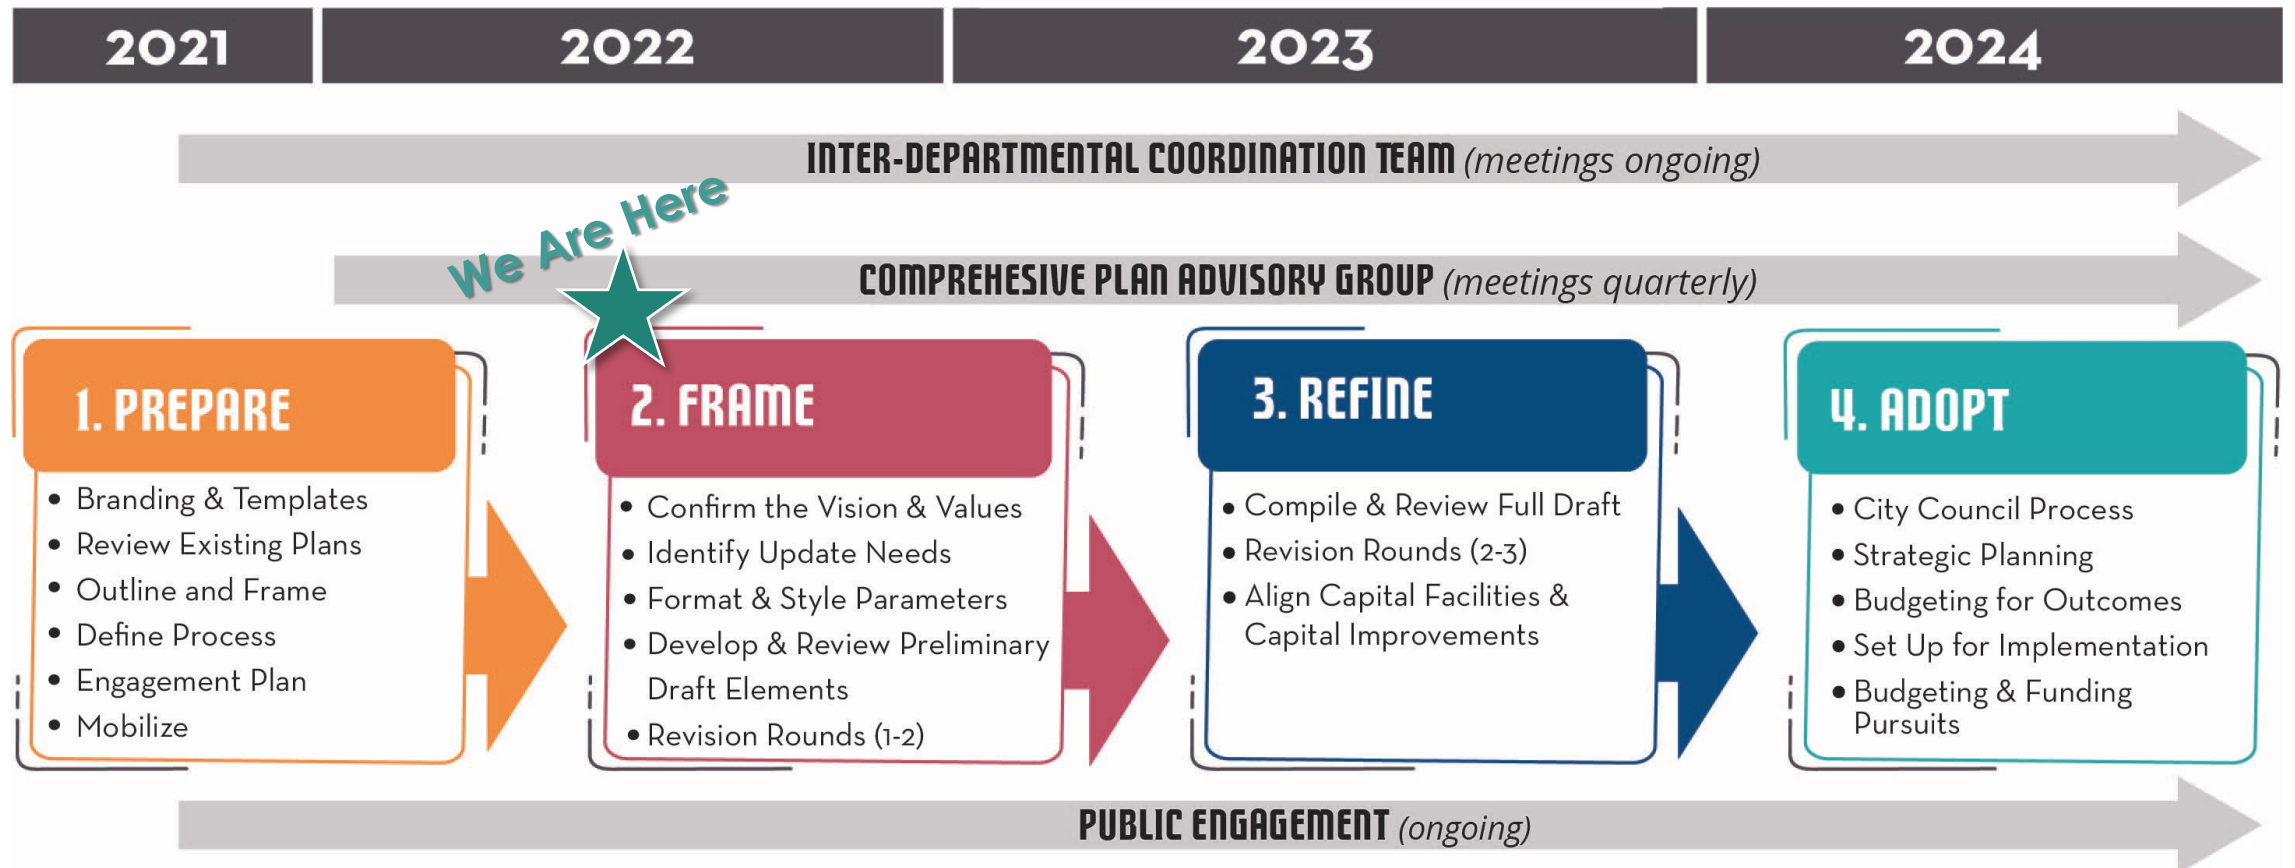 2021
2022
2023
2024
INTER-DEPARTMENTAL COORDINATION TEAM (meetings ongoing)
We Are Here
COMPREHESIVE PLAN ADVISORY GROUP (meetings quarterly)
1. PREPARE
• Branding & Templates
• Review Existing Plans
• Outline and Frame
• Define Process
• Engagement Plan
• Mobilize
2. FRAME
• Confirm the Vision & Values
• Identify Update Needs
• Format & Style Parameters
• Develop & Review Preliminary
Draft Elements
• Revision Rounds (1-2)
3. REFINE
• Compile & Review Full Draft
• Revision Rounds (2-3)
• Align Capital Facilities &
Capital Improvements
4. ADOPT
• City Council Process
• Strategic Planning
• Budgeting for Outcomes
• Set Up for Implementation
• Budgeting & Funding
Pursuits
PUBLIC ENGAGEMENT (ongoing)